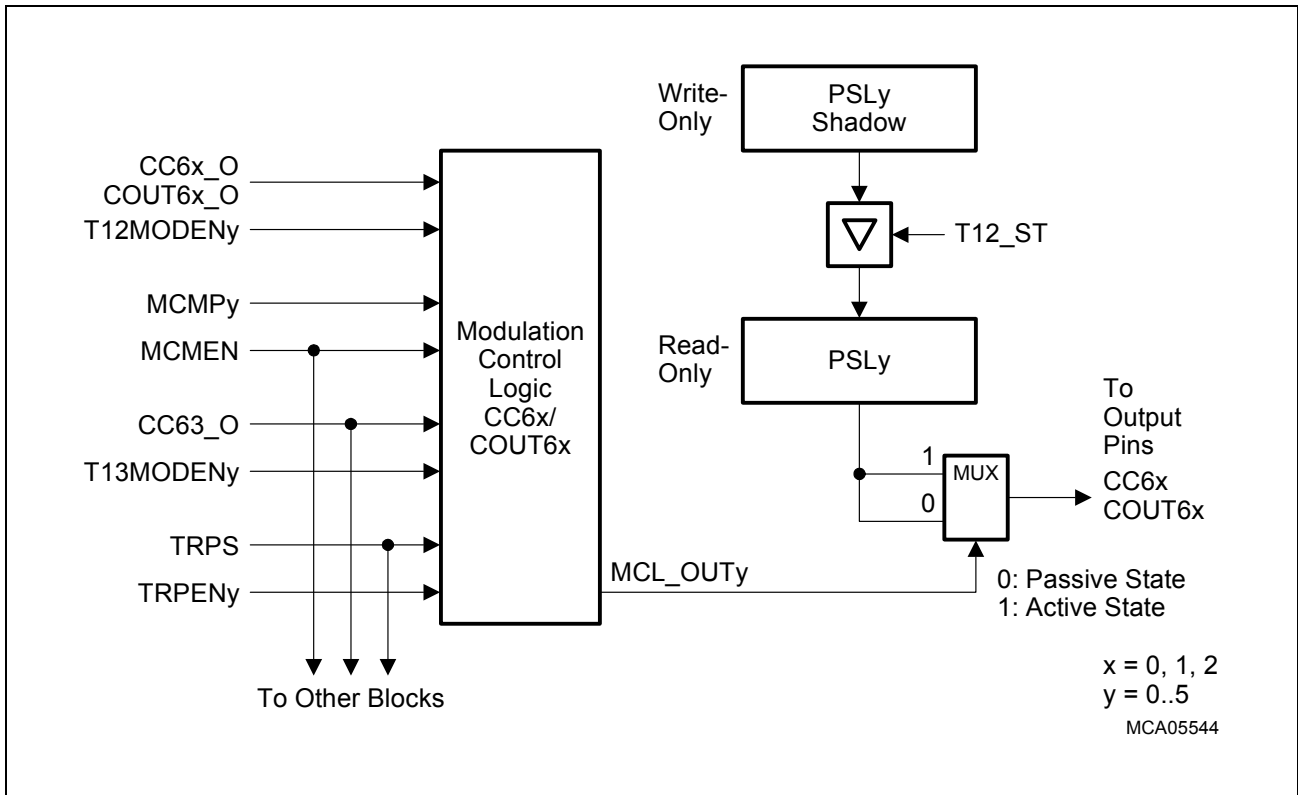 Write-
Only
PSLy
Shadow
CC6x_O
COUT6x_O
T12MODENy
T12_ST
MCMPy
MCMEN
CC63_O
T13MODENy
TRPS
TRPENy
Modulation
Control
Logic
CC6x/
COUT6x
Read-
Only
PSLy
To
Output
Pins
CC6x
COUT6x
1
0
MUX
MCL_OUTy
0: Passive State
1: Active State
To Other Blocks
x = 0, 1, 2
y = 0..5
MCA05544